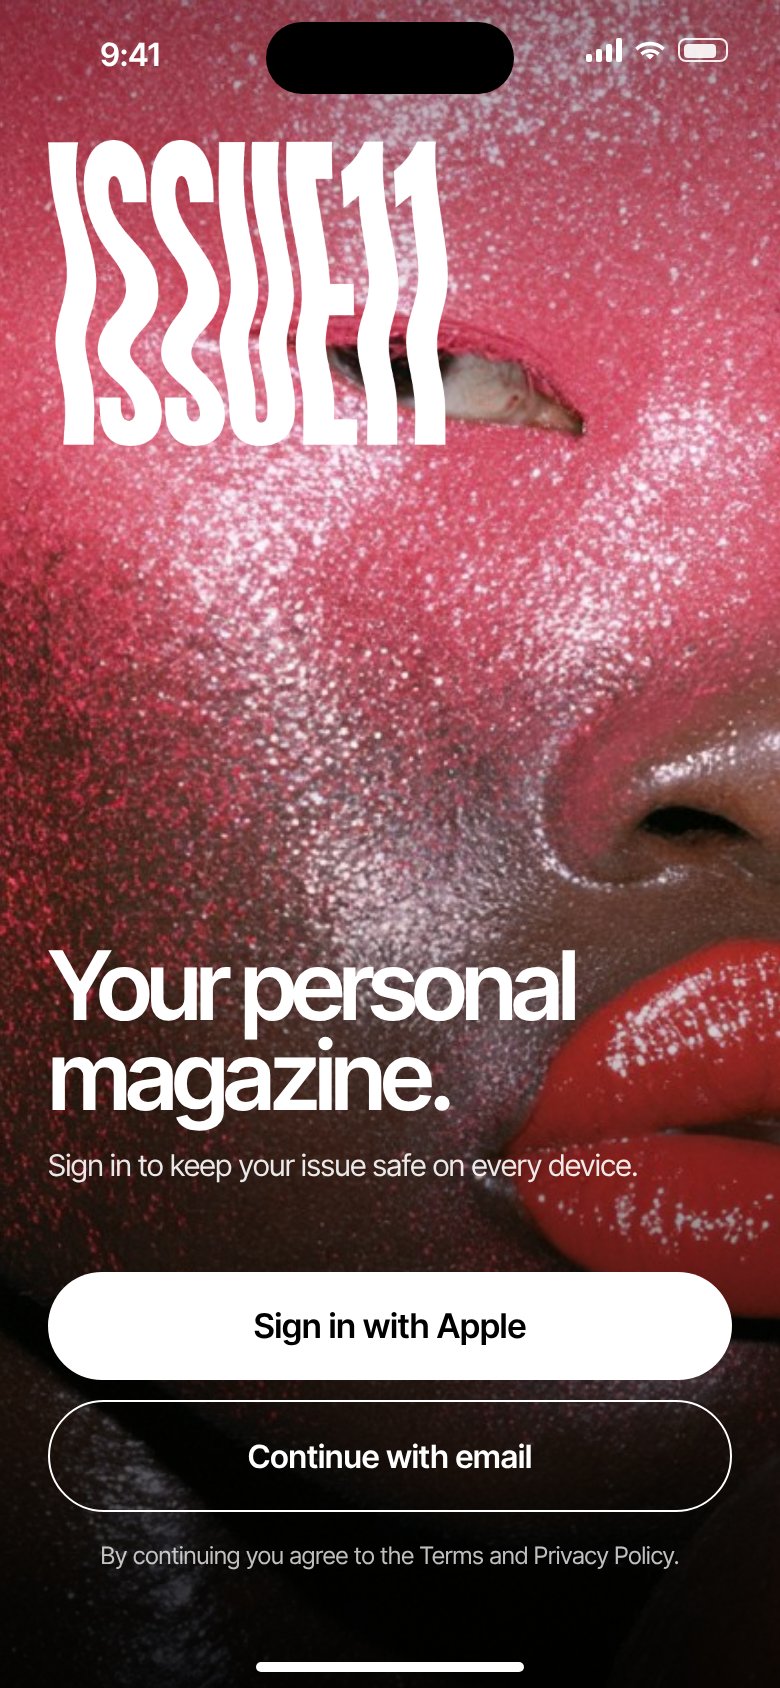 9:41
ISSUE11
Your personal
magazine.
Sign in to keep your issue safe on every device.
Sign in with Apple
Continue with email
By continuing you agree to the Terms and Privacy Policy.